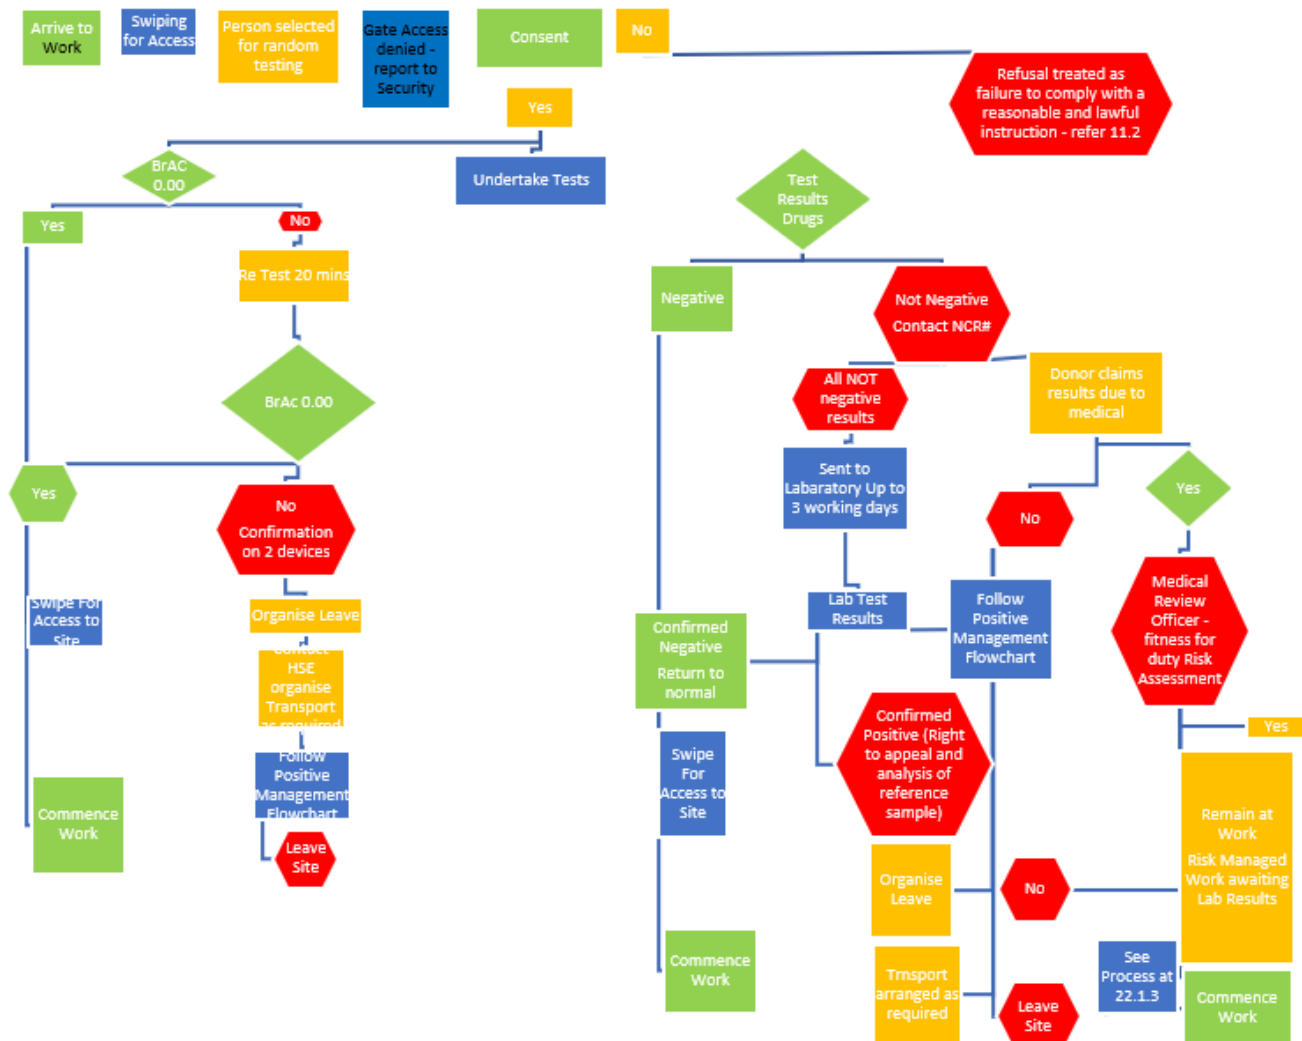 Arrive to
Work
Swiping
for Access
Person selected
for random
testing
Gate Access
denied -
report to
Security
Consent
No
Refusal treated as
failure to comply with a
reasonable and lawful
instruction - refer 11.2
Yes
Undertake Tests
BrAC
0.00
Yes
No
Re Test 20 mins
BrAc 0.00
Yes
No
Confirmation
on 2 devices
Swipe For
Access to
Site
Organise Leave
Contact
HSE
organise
Transport
as required
Follow
Positive
Management
Flowchart
Commence
Work
Leave
Site
Test
Results
Drugs
Negative
Not Negative
Contact NCR#
All NOT
negative
results
Donor claims
results due to
medical
Sent to
Labaratory Up to
3 working days
No
Yes
Lab Test
Results
Follow
Positive
Management
Flowchart
Medical
Review
Officer -
fitness for
duty Risk
Assessment
Confirmed
Negative
Return to
normal
Confirmed
Positive (Right
to appeal and
analysis of
reference
sample)
Yes
Swipe
For
Access to
Site
Remain at
Work
Risk Managed
Work awaiting
Lab Results
Organise
Leave
No
Commence
Work
Trnsport
arranged as
required
Leave
Site
See
Process at
22.1.3
Commence
Work